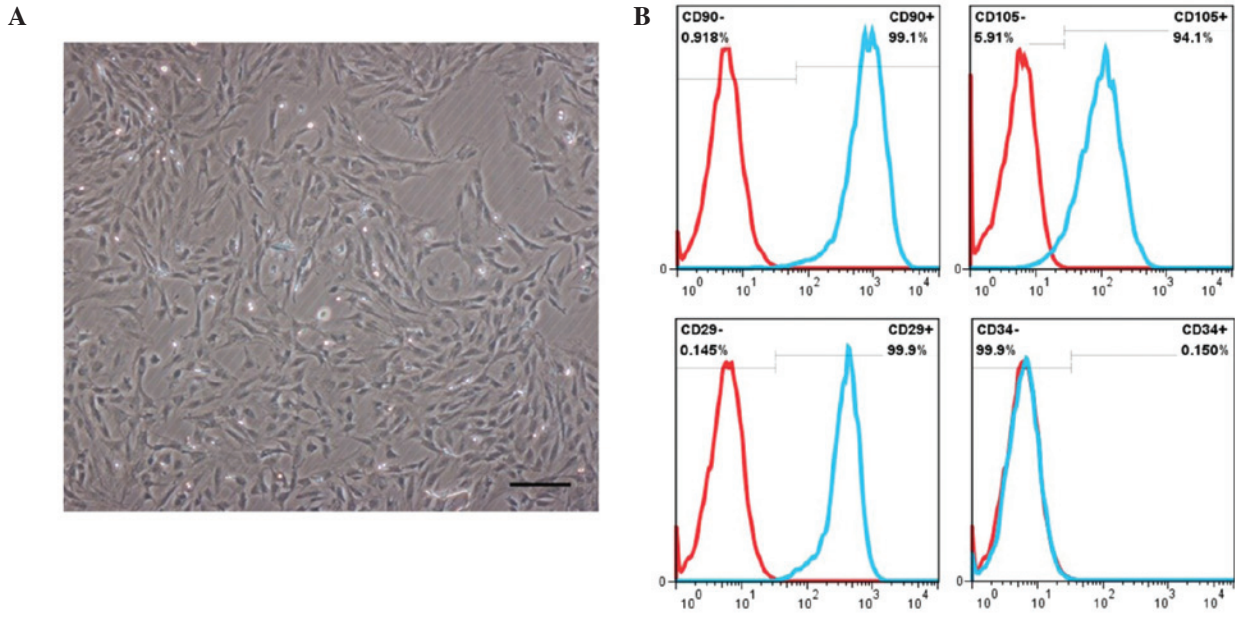 A
B
CD90- CD90+
0.918% 99.1%
0
10^0 10^1 10^2 10^3 10^4
CD105- CD105+
5.91% 94.1%
0
10^0 10^1 10^2 10^3 10^4
CD29- CD29+
0.145% 99.9%
0
10^0 10^1 10^2 10^3 10^4
CD34- CD34+
99.9% 0.150%
0
10^0 10^1 10^2 10^3 10^4